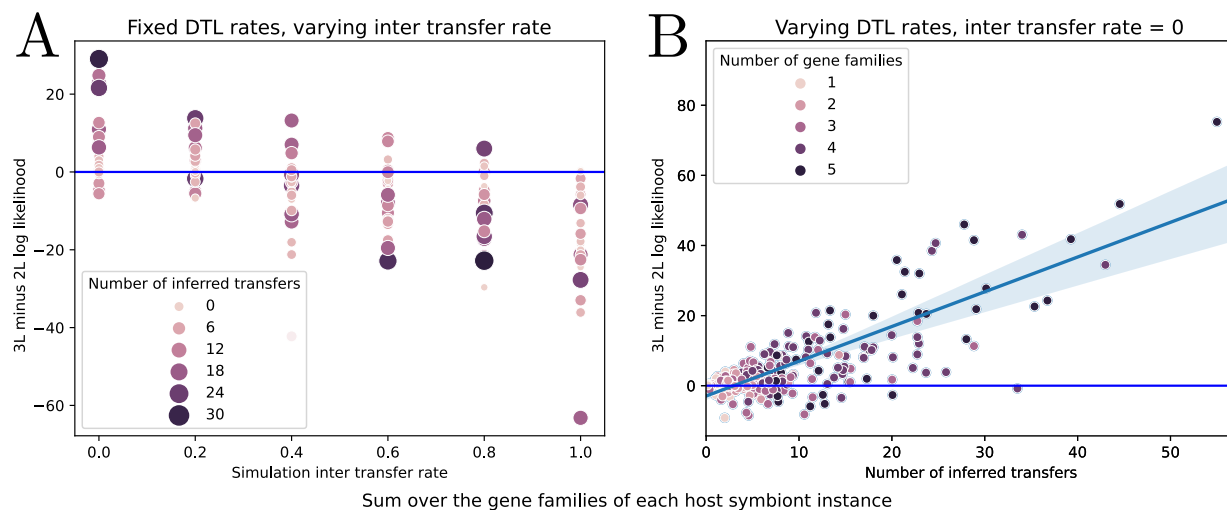 A
Fixed DTL rates, varying inter transfer rate
3L minus 2L log likelihood
20
0
−20
−40
−60
Number of inferred transfers
0
6
12
18
24
30
0.0 0.2 0.4 0.6 0.8 1.0
Simulation inter transfer rate
B
Varying DTL rates, inter transfer rate = 0
3L minus 2L log likelihood
80
60
40
20
0
Number of gene families
1
2
3
4
5
0 10 20 30 40 50
Number of inferred transfers
Sum over the gene families of each host symbiont instance